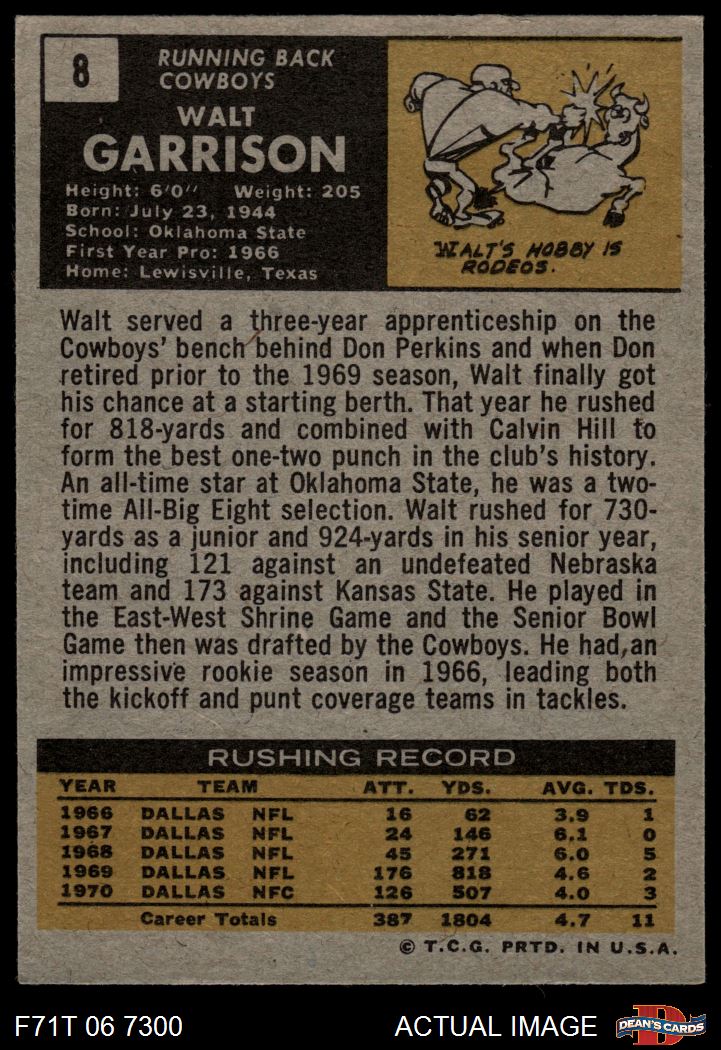 8
RUNNING BACK
COWBOYS
WALT
GARRISON
Height: 6'0" Weight: 205
Born: July 23, 1944
School: Oklahoma State
First Year Pro: 1966
Home: Lewisville, Texas
WALT'S HOBBY IS
RODEOS.
Walt served a three-year apprenticeship on the
Cowboys' bench behind Don Perkins and when Don
retired prior to the 1969 season, Walt finally got
his chance at a starting berth. That year he rushed
for 818-yards and combined with Calvin Hill to
form the best one-two punch in the club's history.
An all-time star at Oklahoma State, he was a two-
time All-Big Eight selection. Walt rushed for 730-
yards as a junior and 924-yards in his senior year,
including 121 against an undefeated Nebraska
team and 173 against Kansas State. He played in
the East-West Shrine Game and the Senior Bowl
Game then was drafted by the Cowboys. He had an
impressive rookie season in 1966, leading both
the kickoff and punt coverage teams in tackles.
RUSHING RECORD
YEAR TEAM ATT. YDS. AVG. TDS.
1966 DALLAS NFL 16 62 3.9 1
1967 DALLAS NFL 24 146 6.1 0
1968 DALLAS NFL 45 271 6.0 5
1969 DALLAS NFL 176 818 4.6 2
1970 DALLAS NFC 126 507 4.0 3
Career Totals 387 1804 4.7 11
© T.C.G. PRTD. IN U.S.A.
F71T 06 7300 ACTUAL IMAGE
D
DEAN'S CARDS